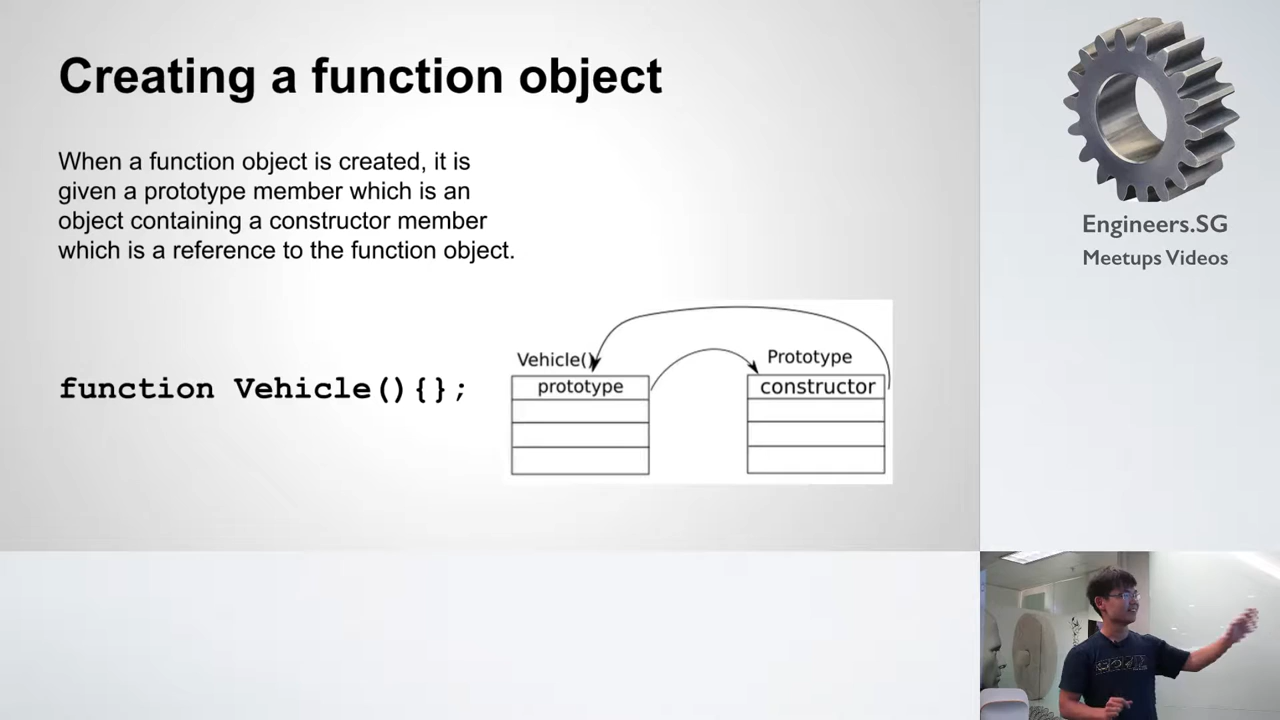 Creating a function object
When a function object is created, it is
given a prototype member which is an
object containing a constructor member
which is a reference to the function object.
function Vehicle(){};
Vehicle()
prototype
Prototype
constructor
Engineers.SG
Meetups Videos